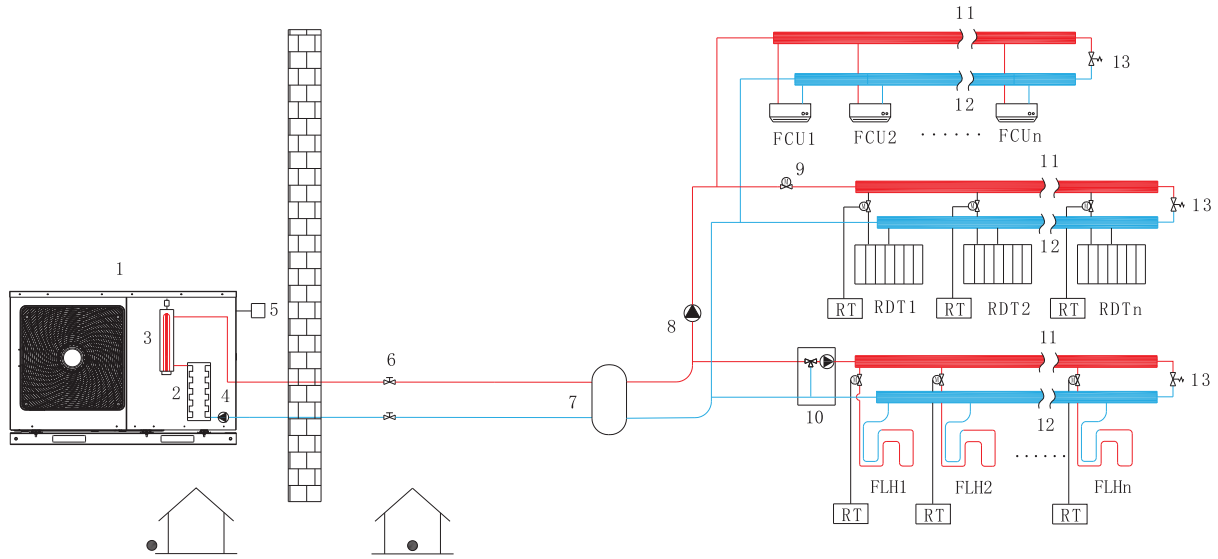 11
13
12
FCU1 FCU2 ...... FCUn
9
11
M
13
M M M
12
1
5
3
RT RDT1 RT RDT2 RT RDTn
8
11
6
2
4
7
13
M M M
10
12
FLH1 FLH2 ...... FLHn
RT RT RT